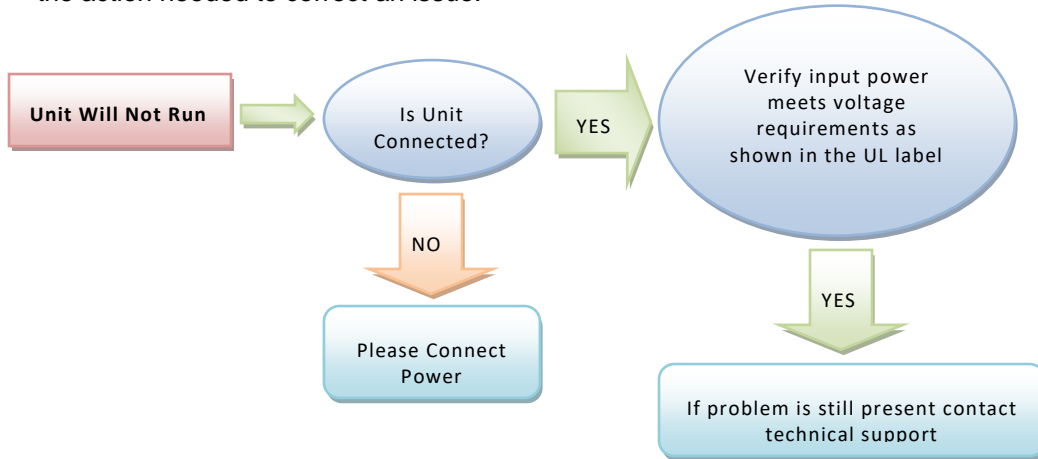 the action needed to correct an issue.
Unit Will Not Run
Is Unit
Connected?
YES
Verify input power
meets voltage
requirements as
shown in the UL label
NO
YES
Please Connect
Power
If problem is still present contact
technical support